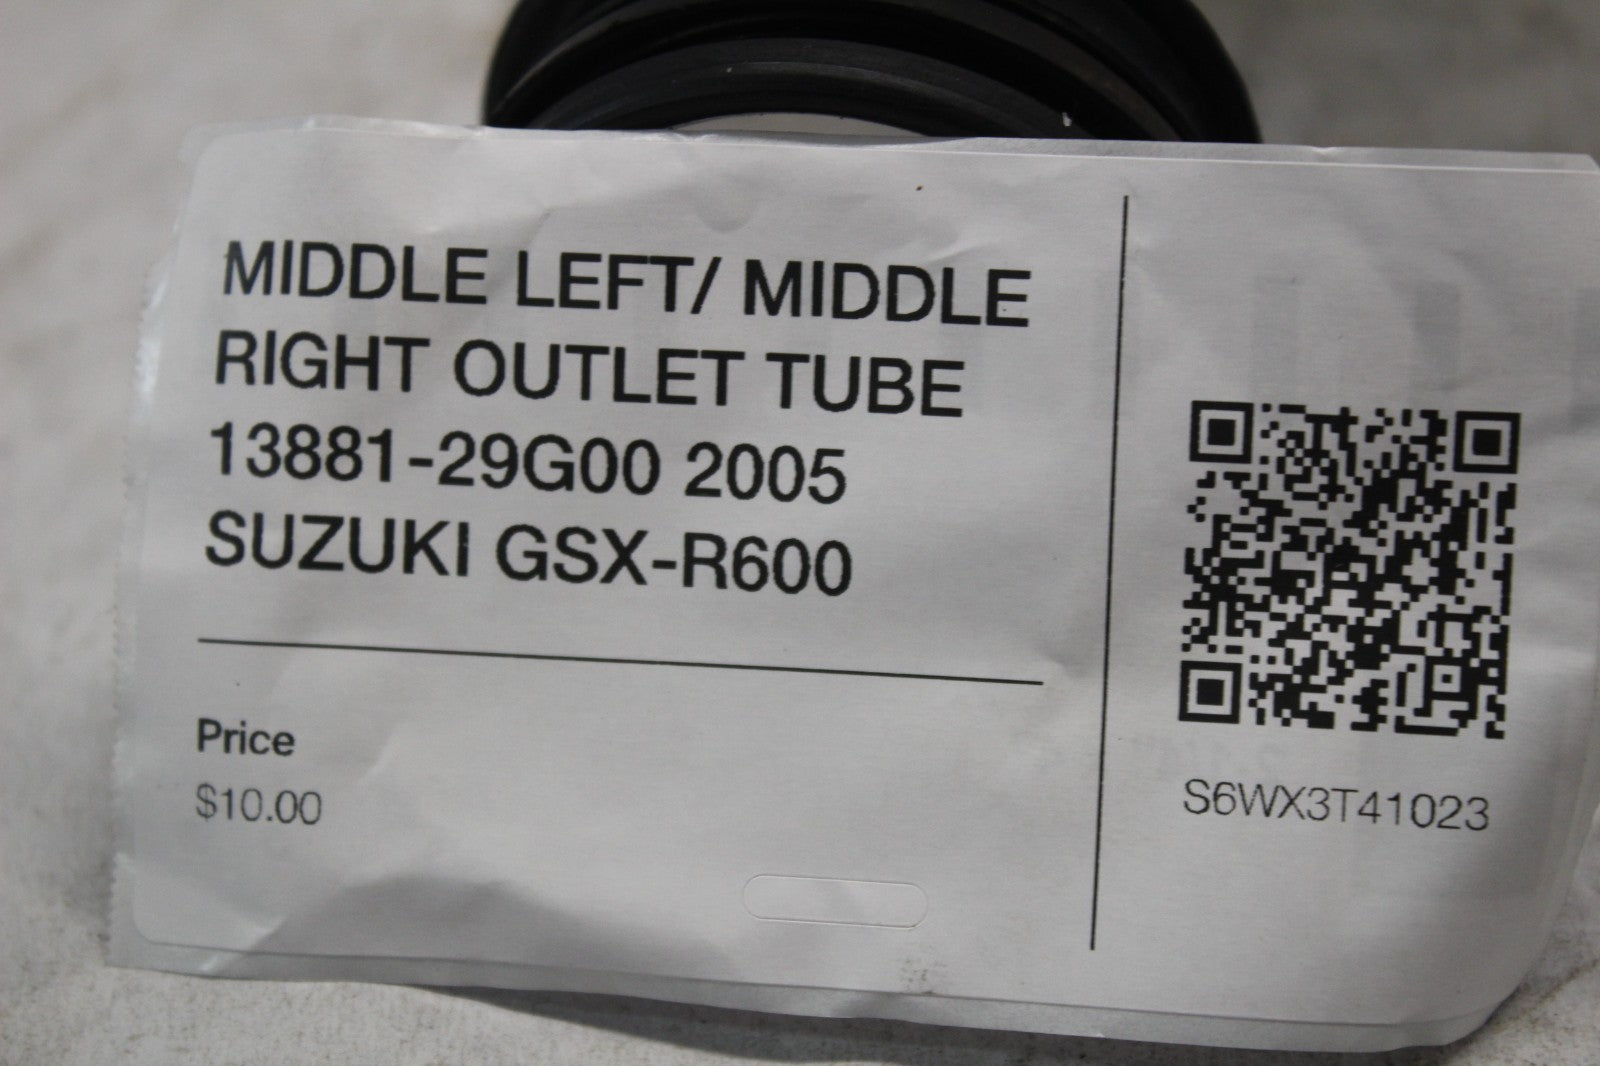 MIDDLE LEFT/ MIDDLE
RIGHT OUTLET TUBE
13881-29G00 2005
SUZUKI GSX-R600
Price
$10.00
S6WX3T41023